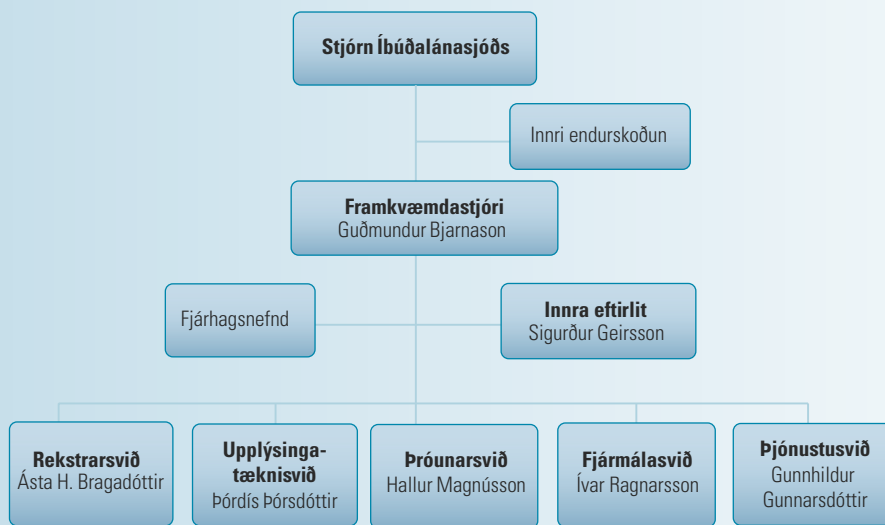 Stjórn Íbúðalánasjóðs
Innri endurskoðun
Framkvæmdastjóri
Guðmundur Bjarnason
Fjárhagsnefnd
Innra eftirlit
Sigurður Geirsson
Rekstrarsvið
Ásta H. Bragadóttir
Upplýsinga-
tæknisvið
Þórdís Þórsdóttir
Þróunarsvið
Hallur Magnússon
Fjármálasvið
Ívar Ragnarsson
Þjónustusvið
Gunnhildur
Gunnarsdóttir